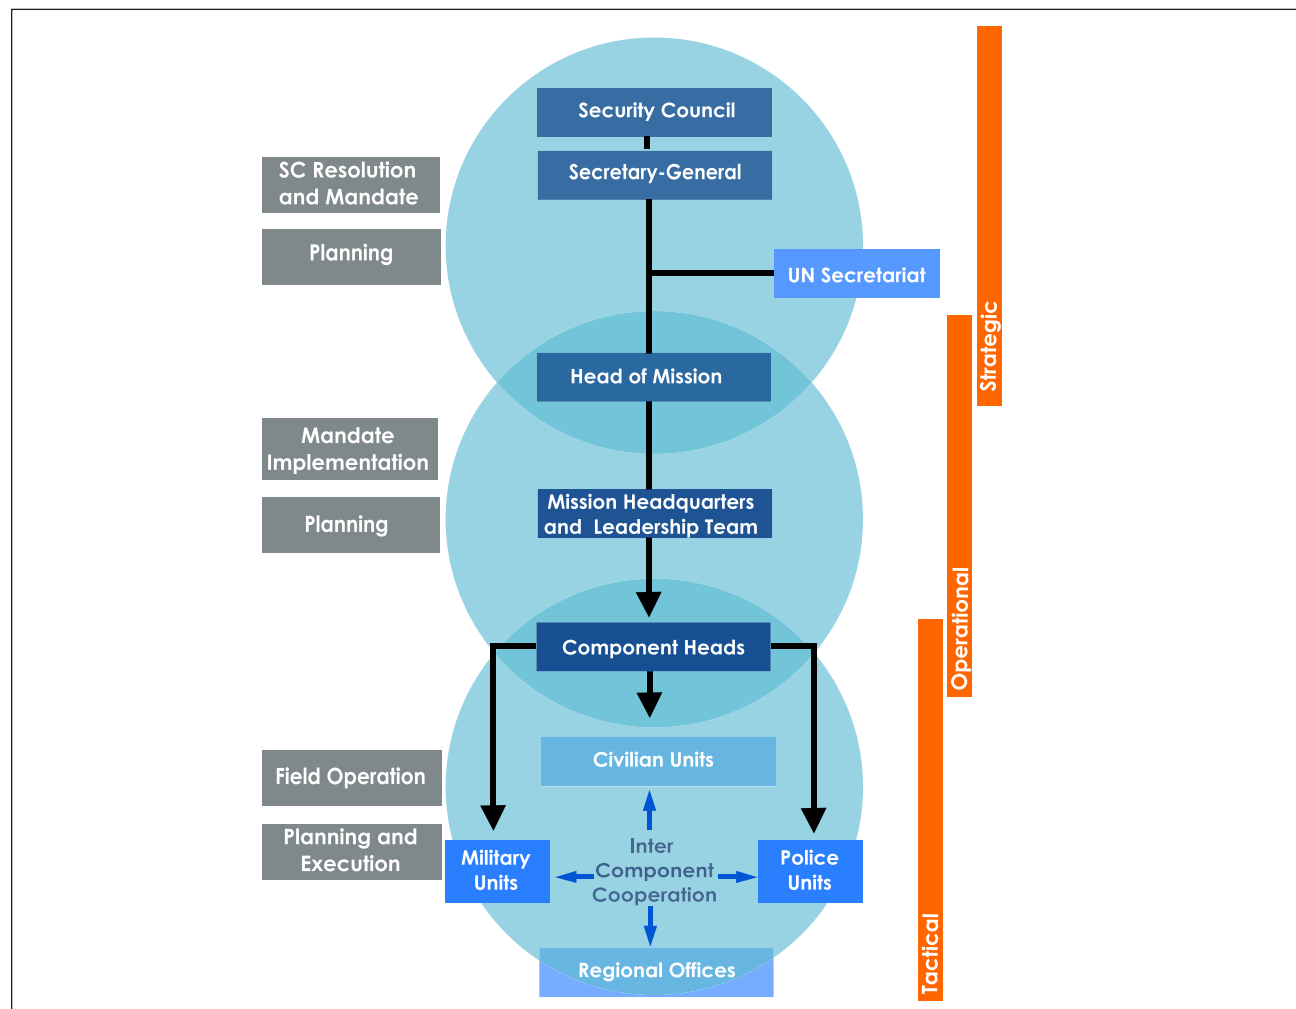 Security Council
SC Resolution
and Mandate
Secretary-General
Planning
UN Secretariat
Strategic
Head of Mission
Mandate
Implementation
Mission Headquarters
and Leadership Team
Planning
Operational
Component Heads
Civilian Units
Field Operation
Planning and
Execution
Military
Units
Inter
Component
Cooperation
Police
Units
Regional Offices
Tactical